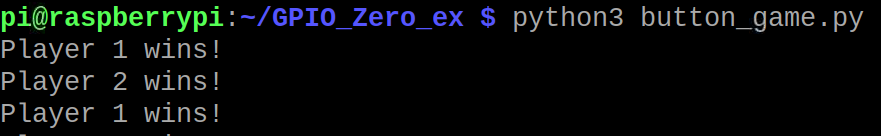 pi@raspberrypi:~/GPIO_Zero_ex $ python3 button_game.py
Player 1 wins!
Player 2 wins!
Player 1 wins!